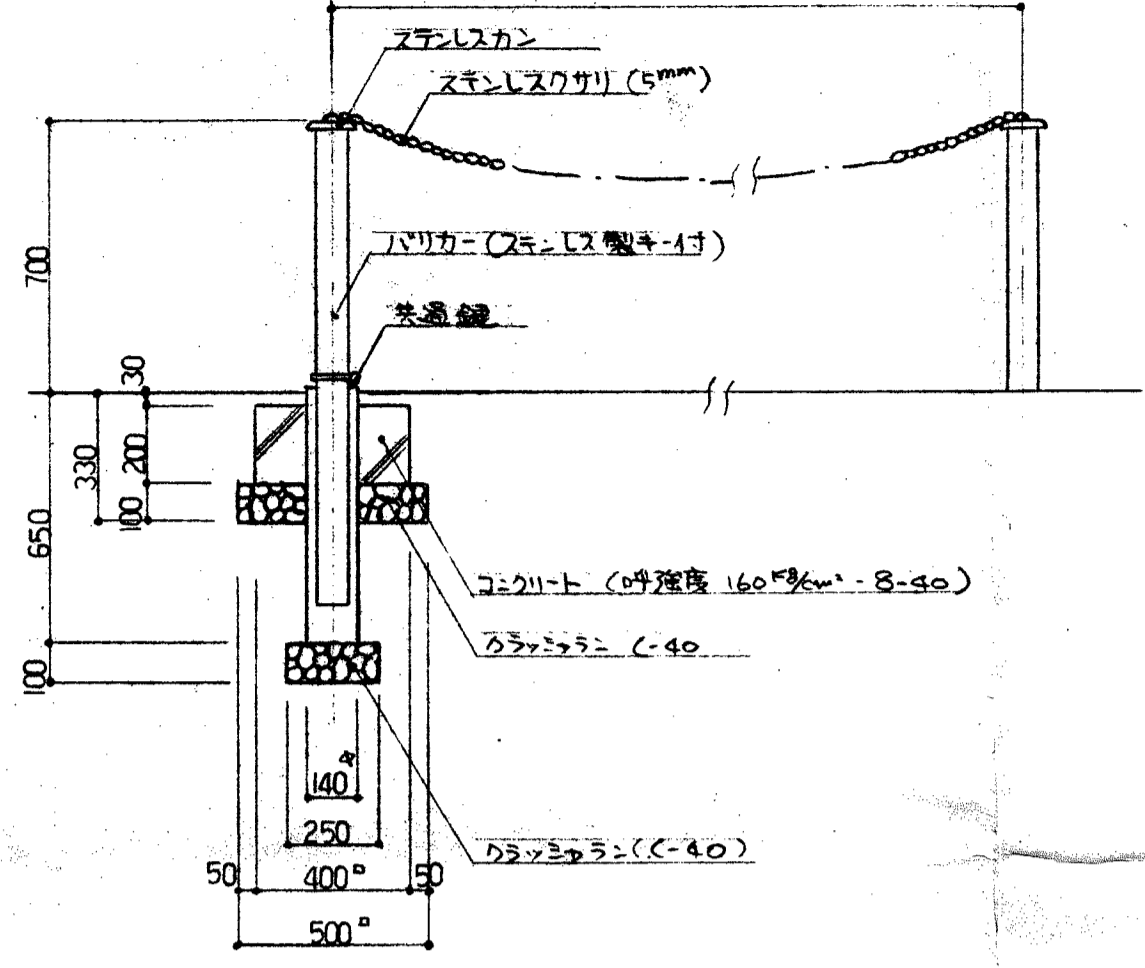 ステンレスカン
ステンレスクサリ (5mm)
バリカー (ステンレス製キー付)
共通鍵
700
30
330
200
100
650
100
コンクリート (呼強度 160kg/cm² - 8-40)
クラッシャラン C-40
140
250
クラッシャラン (C-40)
50
400□
50
500□